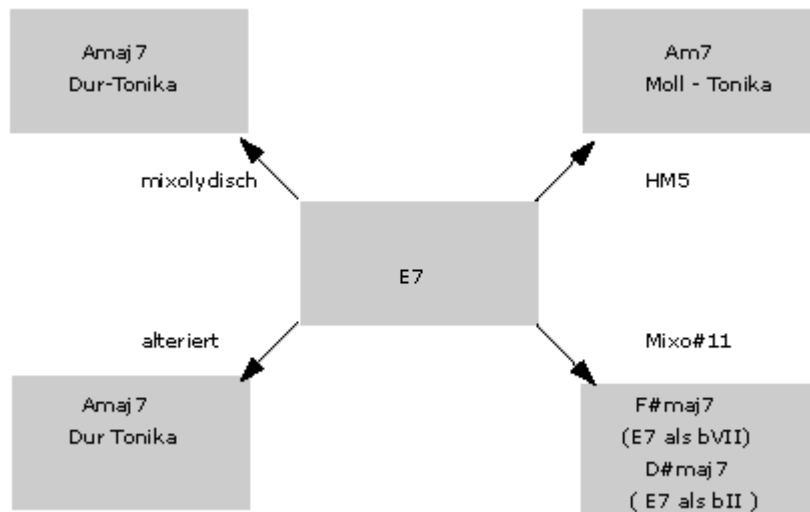 Amaj7
Dur-Tonika
Am7
Moll - Tonika
mixolydisch
HM5
E7
alteriert
Mixo#11
Amaj7
Dur Tonika
F#maj7
(E7 als bVII)
D#maj7
( E7 als bII )